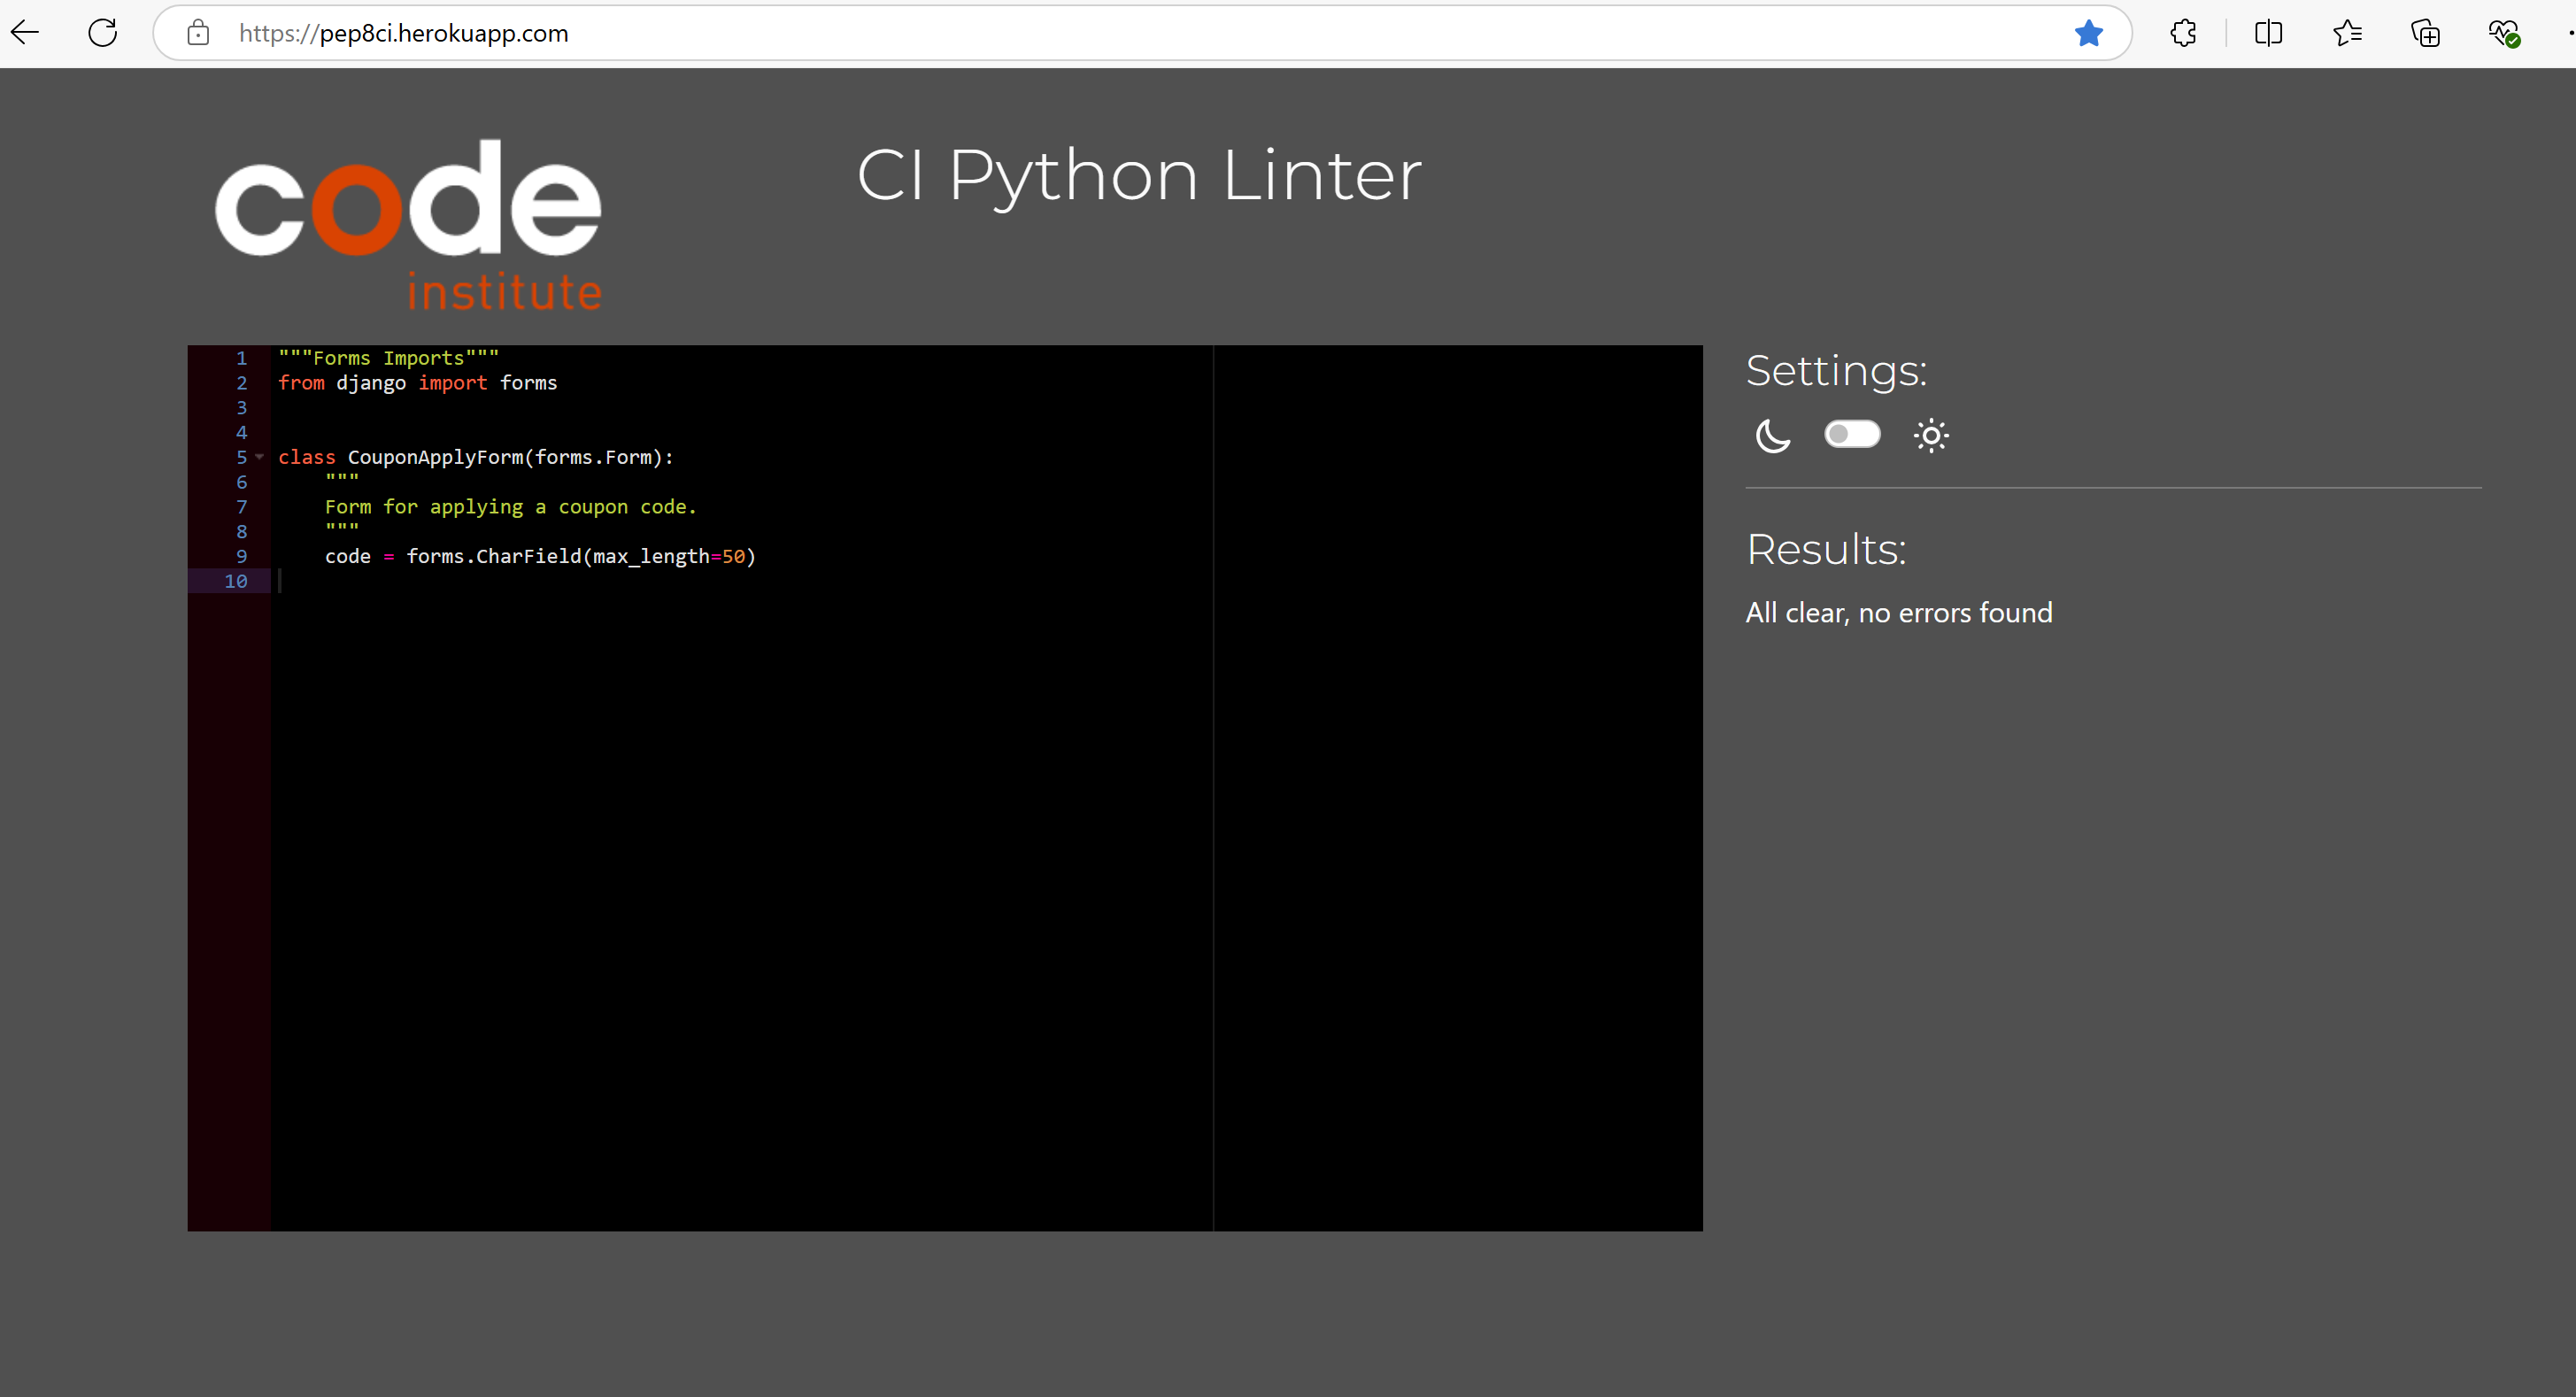 https://pep8ci.herokuapp.com
code
institute
CI Python Linter
1 """Forms Imports"""
2 from django import forms
3
4
5 class CouponApplyForm(forms.Form):
6     """
7     Form for applying a coupon code.
8     """
9     code = forms.CharField(max_length=50)
10
Settings:
Results:
All clear, no errors found